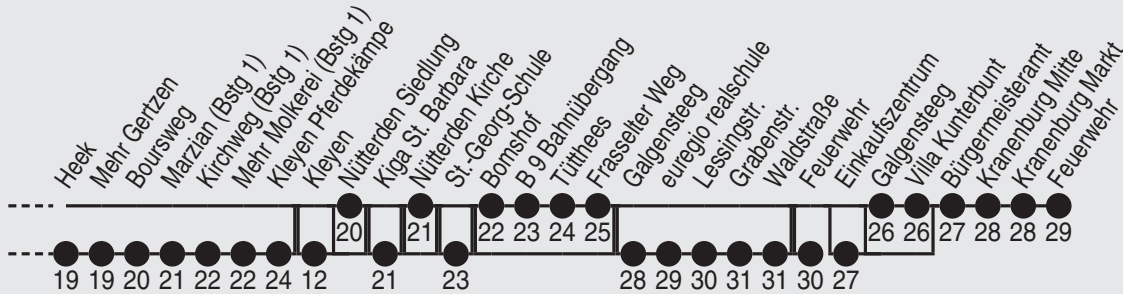 Heek
Mehr Gertzen
Boursweg
Marzian (Bstg 1)
Kirchweg (Bstg 1)
Mehr Molkerei (Bstg 1)
Kleyen Pferdekämpe
Kleyen
Nütterden Siedlung
Kiga St. Barbara
Nütterden Kirche
St.-Georg-Schule
Bornshof
B 9 Bahnübergang
Tütthees
Frasselter Weg
Galgensteeg
euregio realschule
Lessingstr.
Grabenstr.
Waldstraße
Feuerwehr
Einkaufszentrum
Galgensteeg
Villa Kunterbunt
Bürgermeisteramt
Kranenburg Mitte
Kranenburg Markt
Feuerwehr
20 21 22 23 24 25 26 26 27 28 28 29
19 19 20 21 22 22 24 12 21 23 28 29 30 31 31 30 27